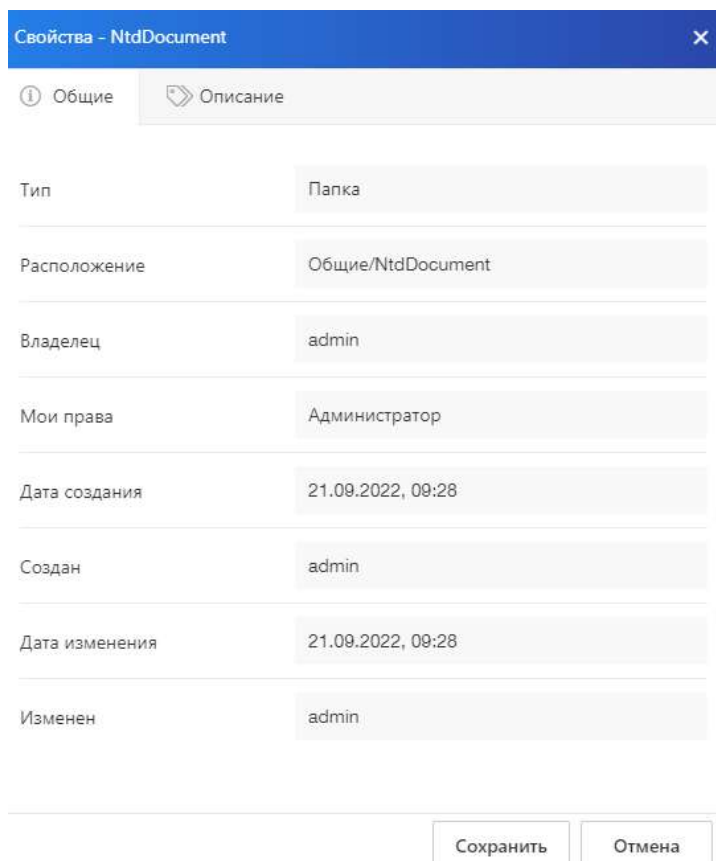 Свойства - NtdDocument
Общие Описание
Тип Папка
Расположение Общие/NtdDocument
Владелец admin
Мои права Администратор
Дата создания 21.09.2022, 09:28
Создан admin
Дата изменения 21.09.2022, 09:28
Изменен admin
Сохранить Отмена